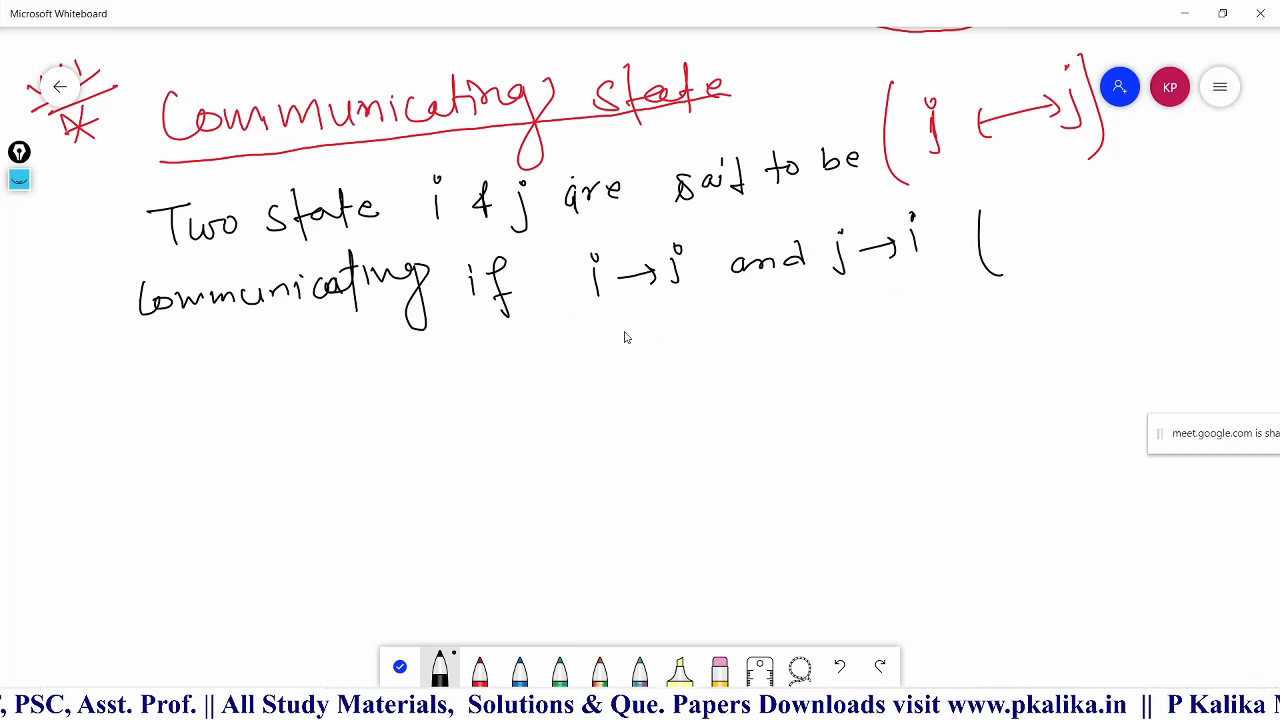 Microsoft Whiteboard
Communicating state (i ⟷ j)
KP
Two state i & j are said to be
communicating if i → j and j → i (
meet.google.com is sha
, PSC, Asst. Prof. || All Study Materials, Solutions & Que. Papers Downloads visit www.pkalika.in || P Kalika